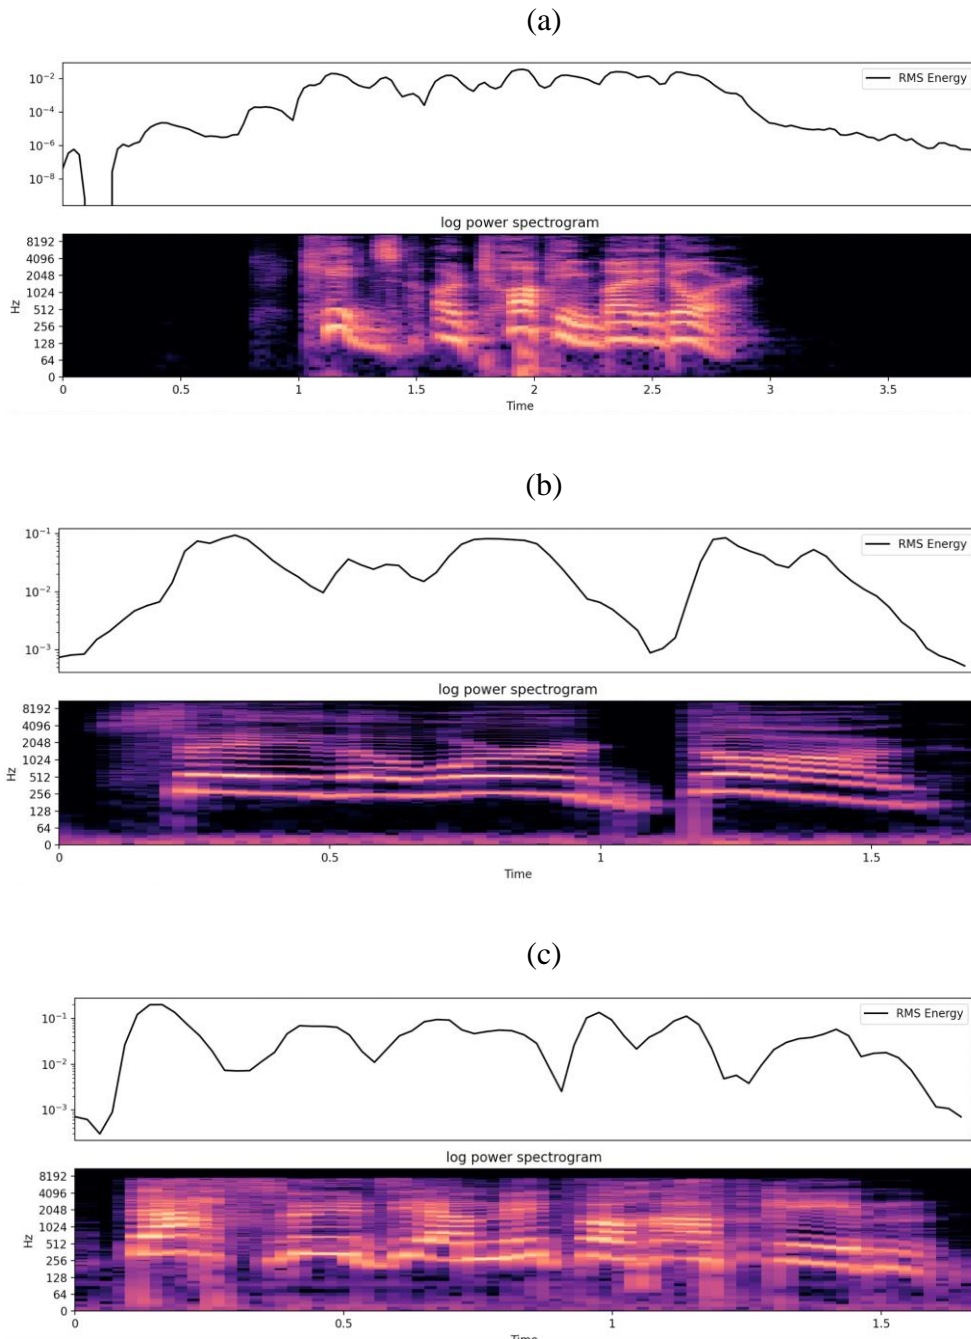 (a)
RMS Energy
10⁻²
10⁻⁴
10⁻⁶
10⁻⁸
log power spectrogram
8192
4096
2048
1024
512
256
128
64
0
Hz
0 0.5 1 1.5 2 2.5 3 3.5
Time
(b)
RMS Energy
10⁻¹
10⁻²
10⁻³
log power spectrogram
8192
4096
2048
1024
512
256
128
64
0
Hz
0 0.5 1 1.5
Time
(c)
RMS Energy
10⁻¹
10⁻²
10⁻³
log power spectrogram
8192
4096
2048
1024
512
256
128
64
0
Hz
0 0.5 1 1.5
Time